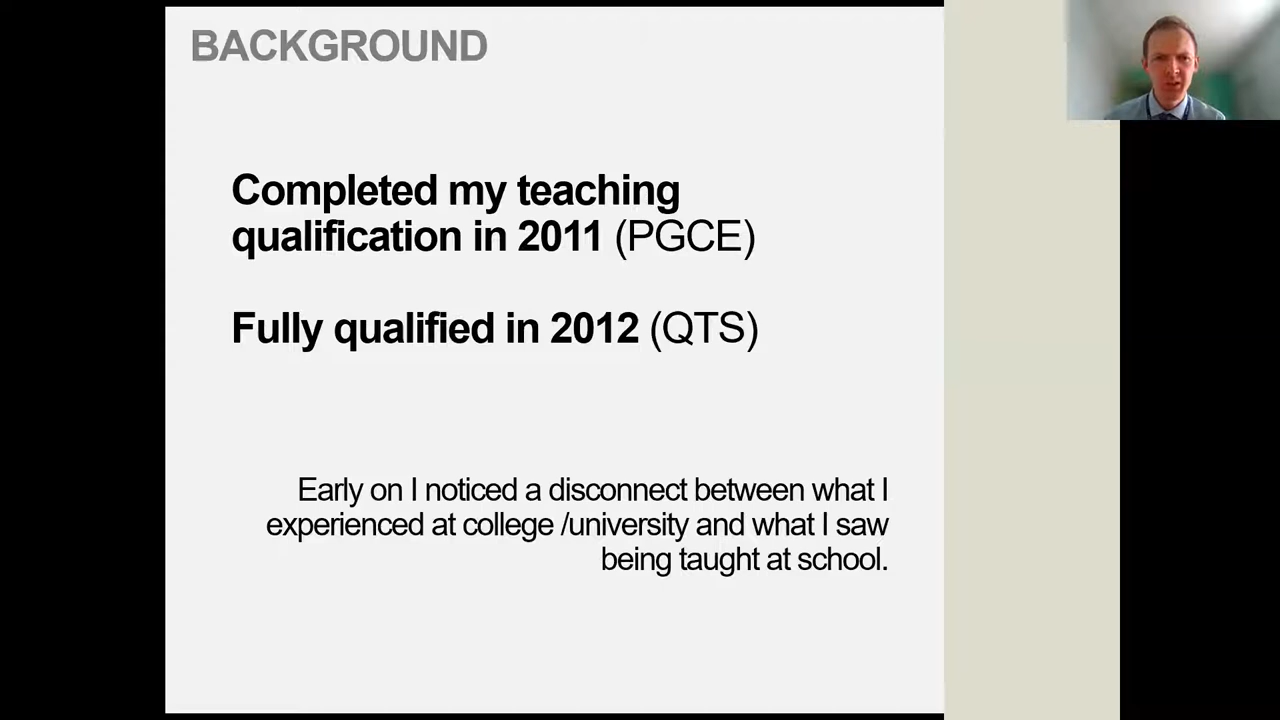 BACKGROUND
Completed my teaching
qualification in 2011 (PGCE)
Fully qualified in 2012 (QTS)
Early on I noticed a disconnect between what I
experienced at college /university and what I saw
being taught at school.